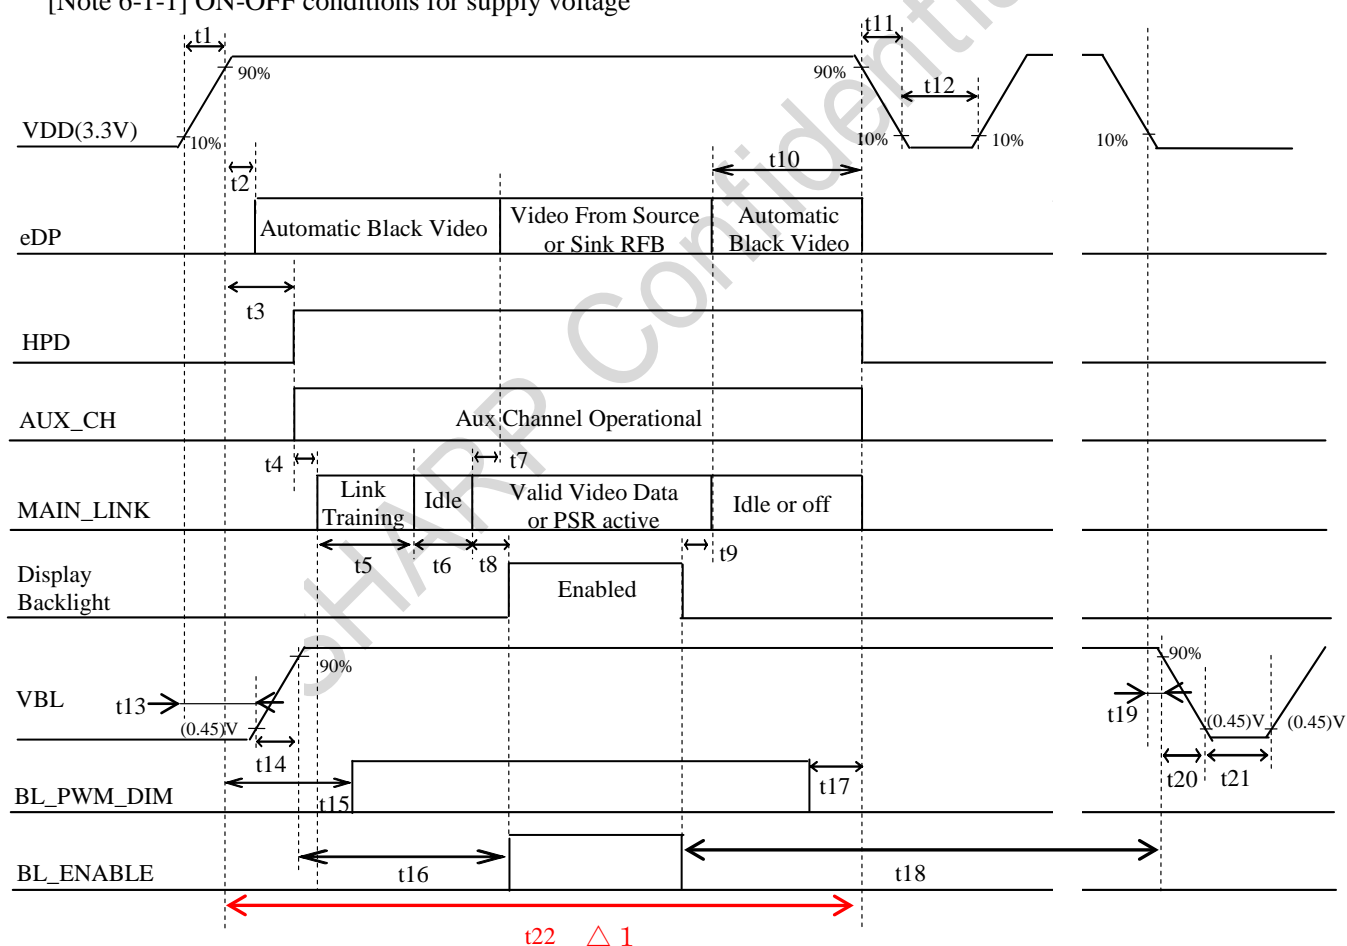 [Note 6-1-1] ON-OFF conditions for supply voltage
t1
t11
90%
90%
t12
VDD(3.3V)
10%
10%
10%
10%
t2
t10
eDP
Automatic Black Video
Video From Source
or Sink RFB
Automatic
Black Video
t3
HPD
AUX_CH
Aux Channel Operational
t4
t7
MAIN_LINK
Link
Training
Idle
Valid Video Data
or PSR active
Idle or off
t5
t6
t8
t9
Display
Backlight
Enabled
90%
90%
VBL
t13
t19
(0.45)V
(0.45)V
(0.45)V
t14
t20
t21
BL_PWM_DIM
t15
t17
BL_ENABLE
t16
t18
t22 △ 1
SHARP Confidential